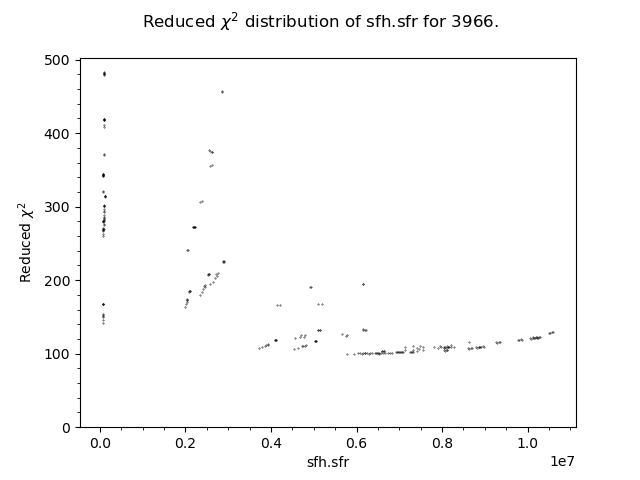 Reduced χ² distribution of sfh.sfr for 3966.
500
400
300
200
100
0
Reduced χ²
0.0 0.2 0.4 0.6 0.8 1.0
1e7
sfh.sfr